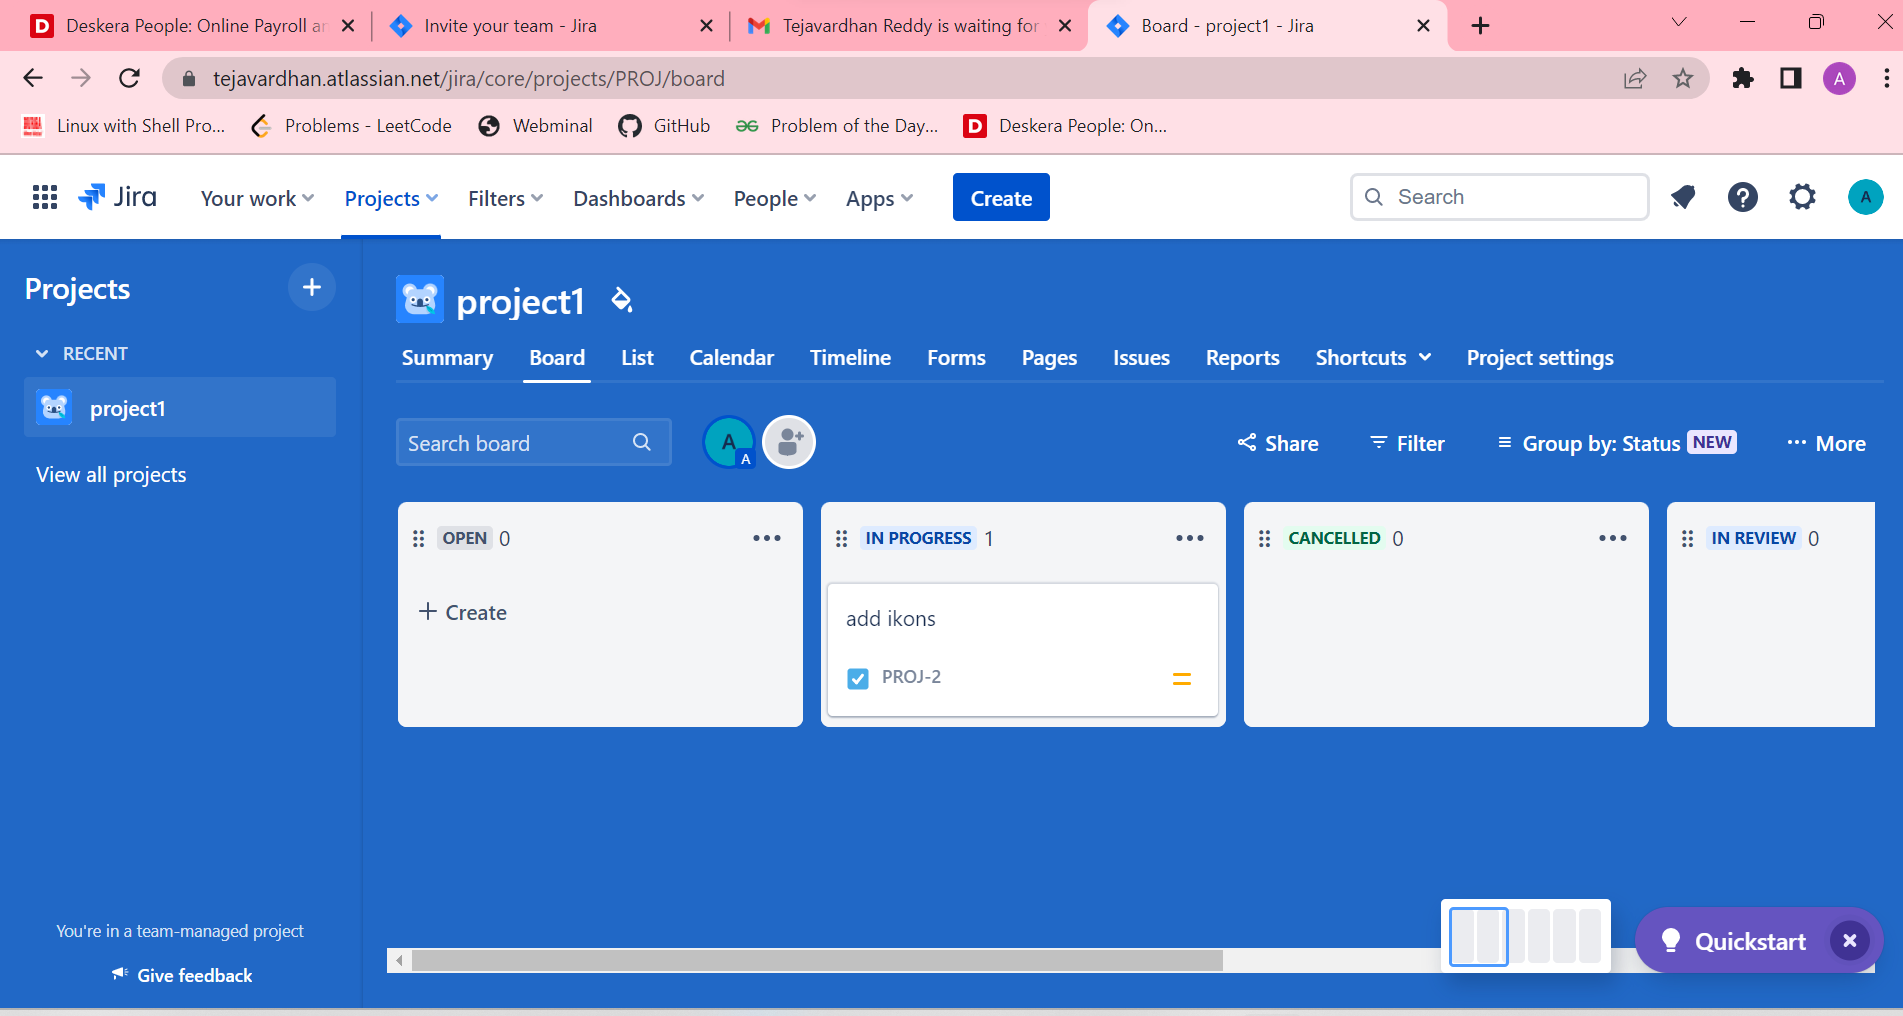 Deskera People: Online Payroll ar
Invite your team - Jira
Tejavardhan Reddy is waiting for
Board - project1 - Jira
tejavardhan.atlassian.net/jira/core/projects/PROJ/board
A
Linux with Shell Pro...
Problems - LeetCode
Webminal
GitHub
Problem of the Day...
Deskera People: On...
Jira
Your work
Projects
Filters
Dashboards
People
Apps
Create
Search
A
Projects
RECENT
project1
View all projects
You're in a team-managed project
Give feedback
project1
Summary
Board
List
Calendar
Timeline
Forms
Pages
Issues
Reports
Shortcuts
Project settings
Search board
A
A
Share
Filter
Group by: Status NEW
More
OPEN 0
Create
IN PROGRESS 1
add ikons
PROJ-2
CANCELLED 0
IN REVIEW 0
Quickstart